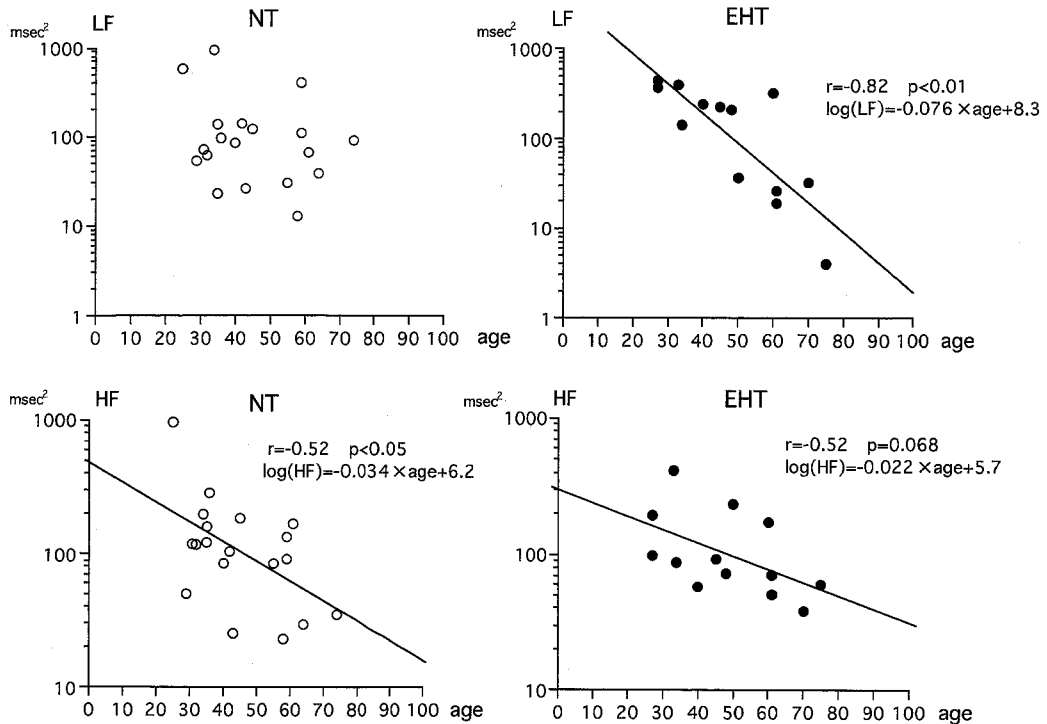 LF NT
msec²
1000
100
10
1
0 10 20 30 40 50 60 70 80 90 100 age
LF EHT
msec²
1000
r=-0.82 p<0.01
log(LF)=-0.076×age+8.3
100
10
1
0 10 20 30 40 50 60 70 80 90 100 age
msec² HF NT
1000
r=-0.52 p<0.05
log(HF)=-0.034×age+6.2
100
10
0 10 20 30 40 50 60 70 80 90 100 age
msec² HF EHT
1000
r=-0.52 p=0.068
log(HF)=-0.022×age+5.7
100
10
0 10 20 30 40 50 60 70 80 90 100 age